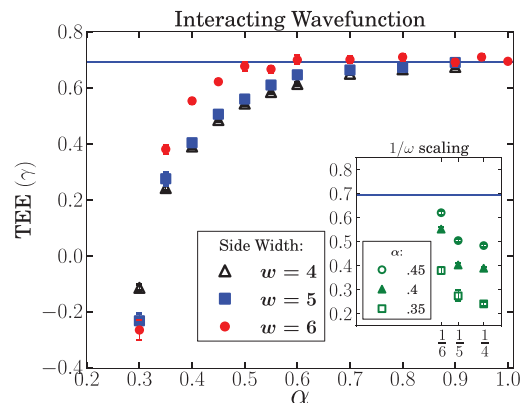 Interacting Wavefunction
TEE (γ)
0.8
0.6
0.4
0.2
0.0
−0.2
−0.4
0.2 0.3 0.4 0.5 0.6 0.7 0.8 0.9 1.0
α
Side Width:
w = 4
w = 5
w = 6
1/ω scaling
0.8
0.7
0.6
0.5
0.4
0.3
0.2
α:
.45
.4
.35
1/6 1/5 1/4